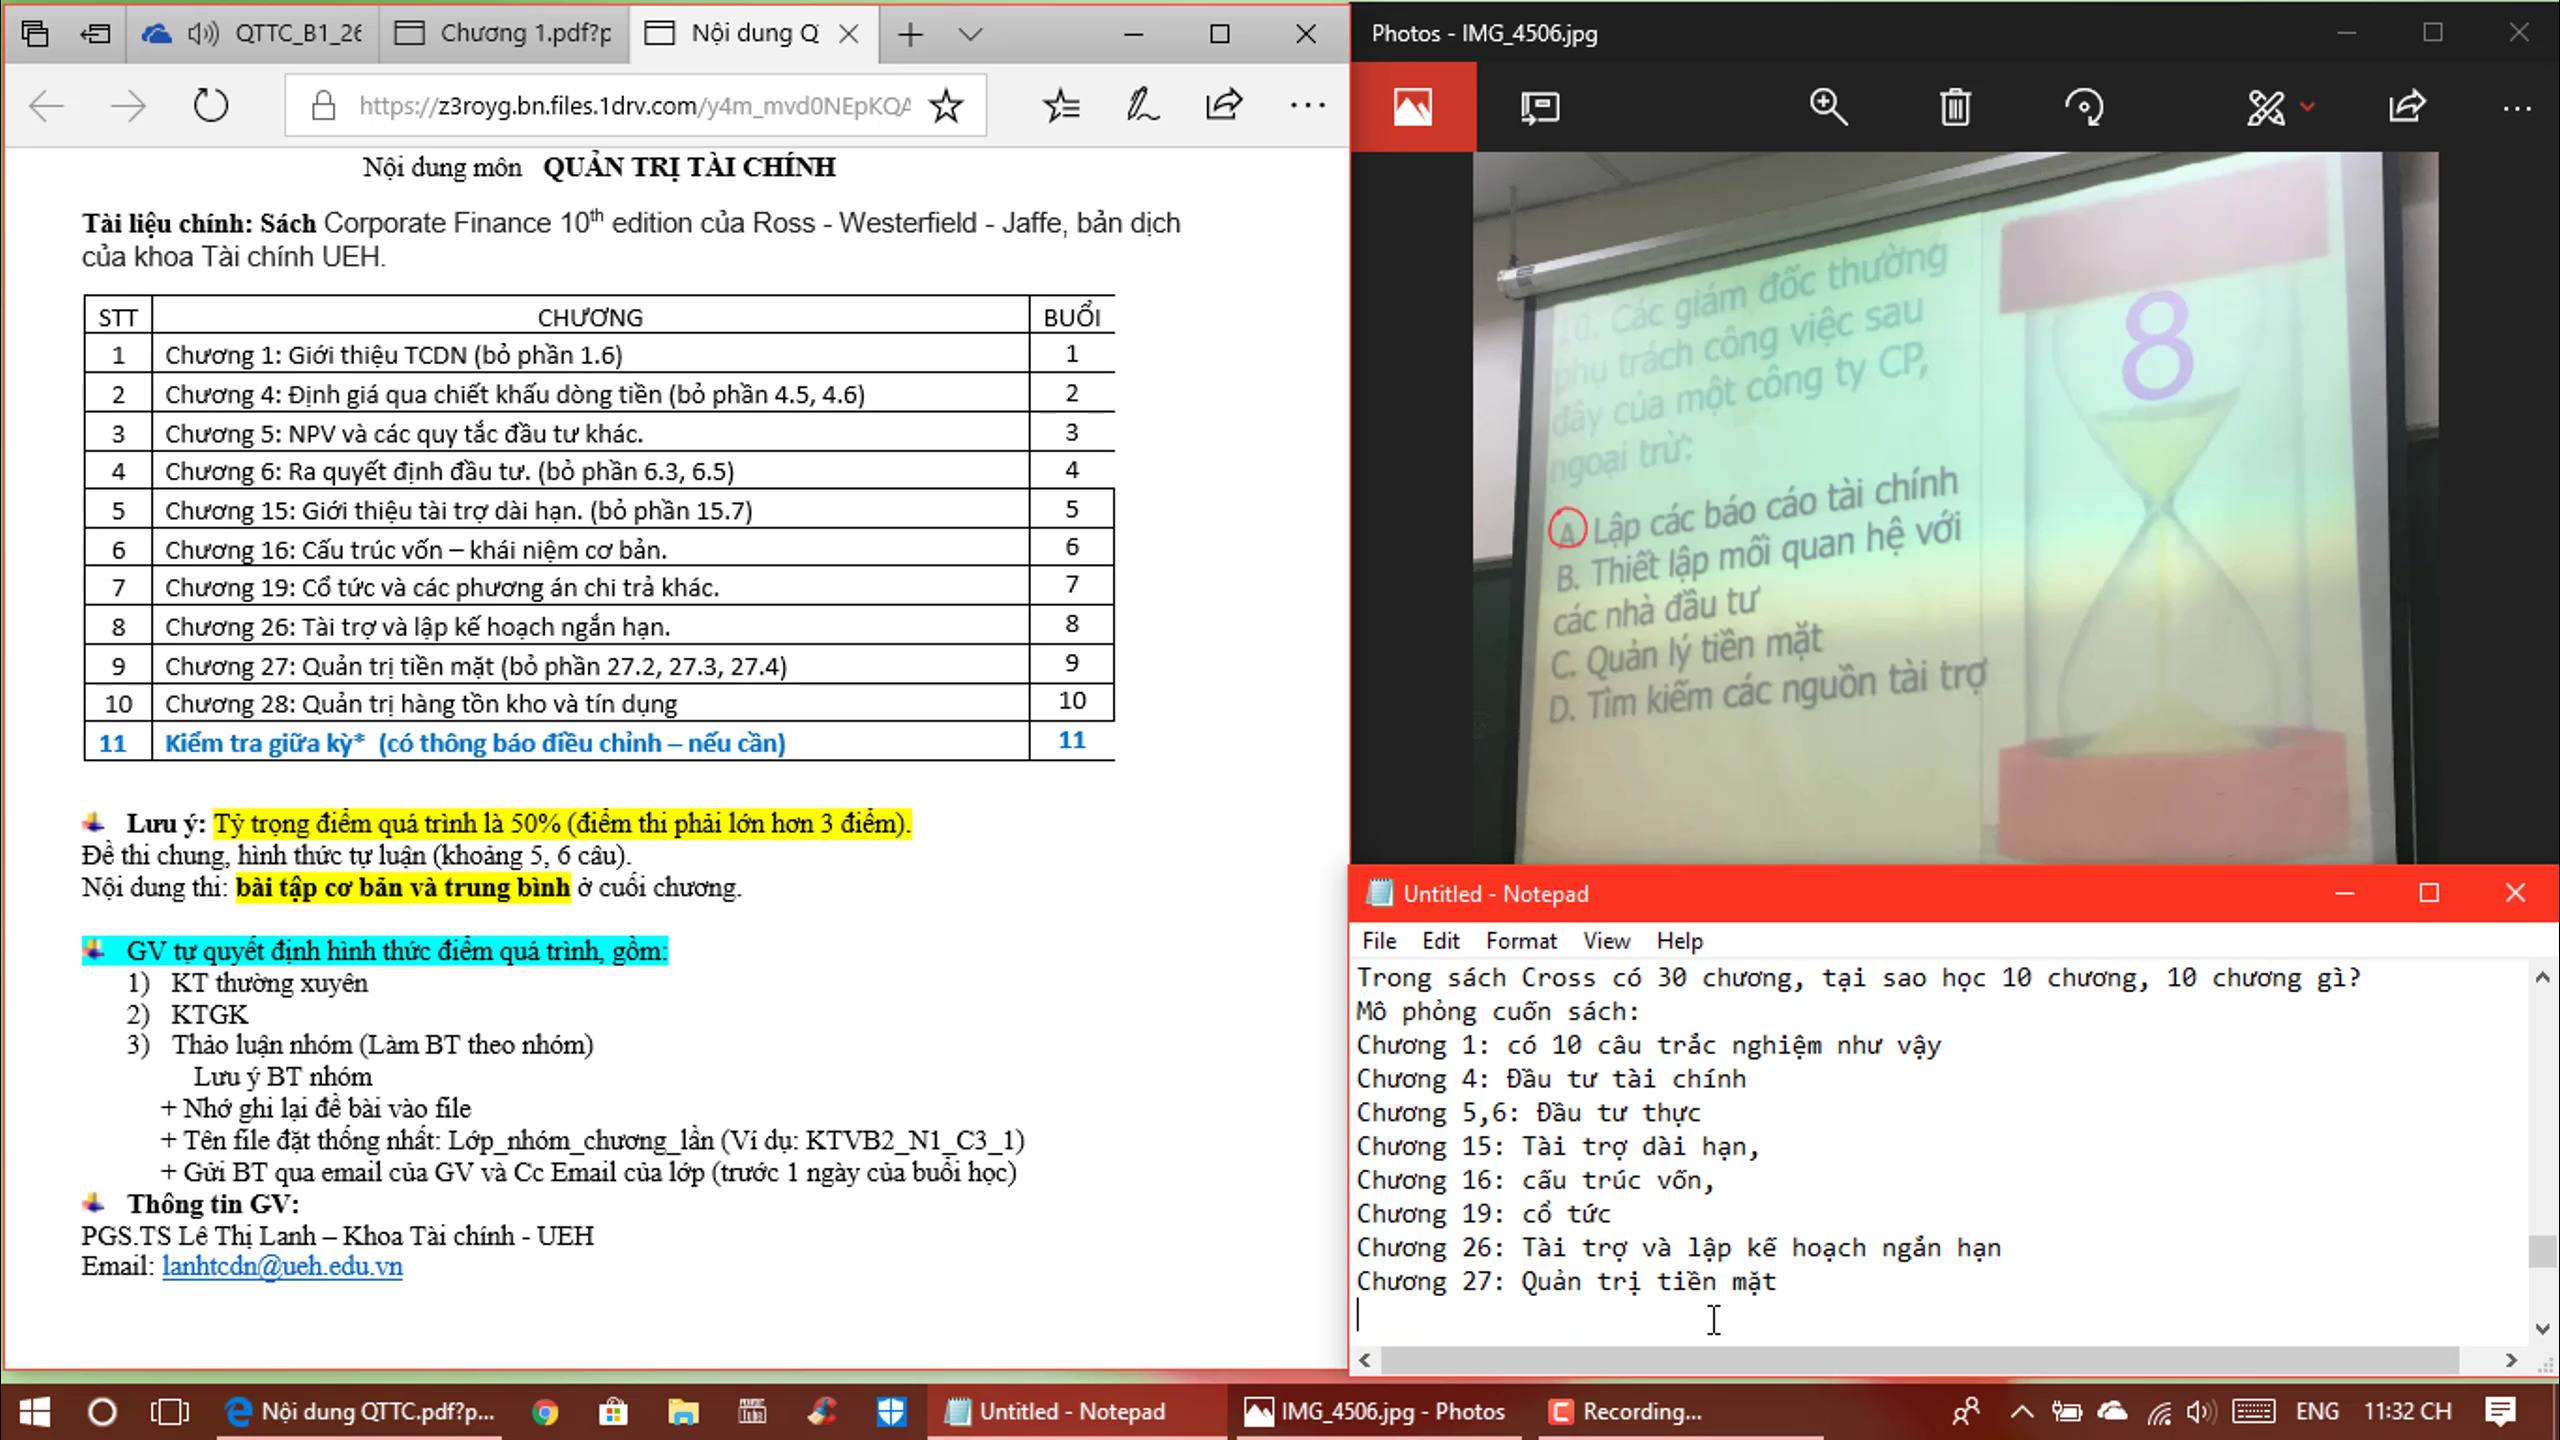 QTTC_B1_26
Chương 1.pdf?p
Nội dung Q
https://z3royg.bn.files.1drv.com/y4m_mvd0NEpKQA
Nội dung môn QUẢN TRỊ TÀI CHÍNH
Tài liệu chính: Sách Corporate Finance 10th edition của Ross - Westerfield - Jaffe, bản dịch
của khoa Tài chính UEH.
STT CHƯƠNG BUỔI
1 Chương 1: Giới thiệu TCDN (bỏ phần 1.6) 1
2 Chương 4: Định giá qua chiết khấu dòng tiền (bỏ phần 4.5, 4.6) 2
3 Chương 5: NPV và các quy tắc đầu tư khác. 3
4 Chương 6: Ra quyết định đầu tư. (bỏ phần 6.3, 6.5) 4
5 Chương 15: Giới thiệu tài trợ dài hạn. (bỏ phần 15.7) 5
6 Chương 16: Cấu trúc vốn – khái niệm cơ bản. 6
7 Chương 19: Cổ tức và các phương án chi trả khác. 7
8 Chương 26: Tài trợ và lập kế hoạch ngắn hạn. 8
9 Chương 27: Quản trị tiền mặt (bỏ phần 27.2, 27.3, 27.4) 9
10 Chương 28: Quản trị hàng tồn kho và tín dụng 10
11 Kiểm tra giữa kỳ* (có thông báo điều chỉnh – nếu cần) 11
Lưu ý: Tỷ trọng điểm quá trình là 50% (điểm thi phải lớn hơn 3 điểm).
Đề thi chung, hình thức tự luận (khoảng 5, 6 câu).
Nội dung thi: bài tập cơ bản và trung bình ở cuối chương.
GV tự quyết định hình thức điểm quá trình, gồm:
1) KT thường xuyên
2) KTGK
3) Thảo luận nhóm (Làm BT theo nhóm)
Lưu ý BT nhóm
+ Nhớ ghi lại đề bài vào file
+ Tên file đặt thống nhất: Lớp_nhóm_chương_lần (Ví dụ: KTVB2_N1_C3_1)
+ Gửi BT qua email của GV và Cc Email của lớp (trước 1 ngày của buổi học)
Thông tin GV:
PGS.TS Lê Thị Lanh – Khoa Tài chính - UEH
Email: lanhtcdn@ueh.edu.vn
Photos - IMG_4506.jpg
10. Các giám đốc thường
phụ trách công việc sau
đây của một công ty CP,
ngoại trừ:
A Lập các báo cáo tài chính
B. Thiết lập mối quan hệ với
các nhà đầu tư
C. Quản lý tiền mặt
D. Tìm kiếm các nguồn tài trợ
8
Untitled - Notepad
File Edit Format View Help
Trong sách Cross có 30 chương, tại sao học 10 chương, 10 chương gì?
Mô phỏng cuốn sách:
Chương 1: có 10 câu trắc nghiệm như vậy
Chương 4: Đầu tư tài chính
Chương 5,6: Đầu tư thực
Chương 15: Tài trợ dài hạn,
Chương 16: cấu trúc vốn,
Chương 19: cổ tức
Chương 26: Tài trợ và lập kế hoạch ngắn hạn
Chương 27: Quản trị tiền mặt
Nội dung QTTC.pdf?p...
Untitled - Notepad
IMG_4506.jpg - Photos
Recording...
ENG
11:32 CH